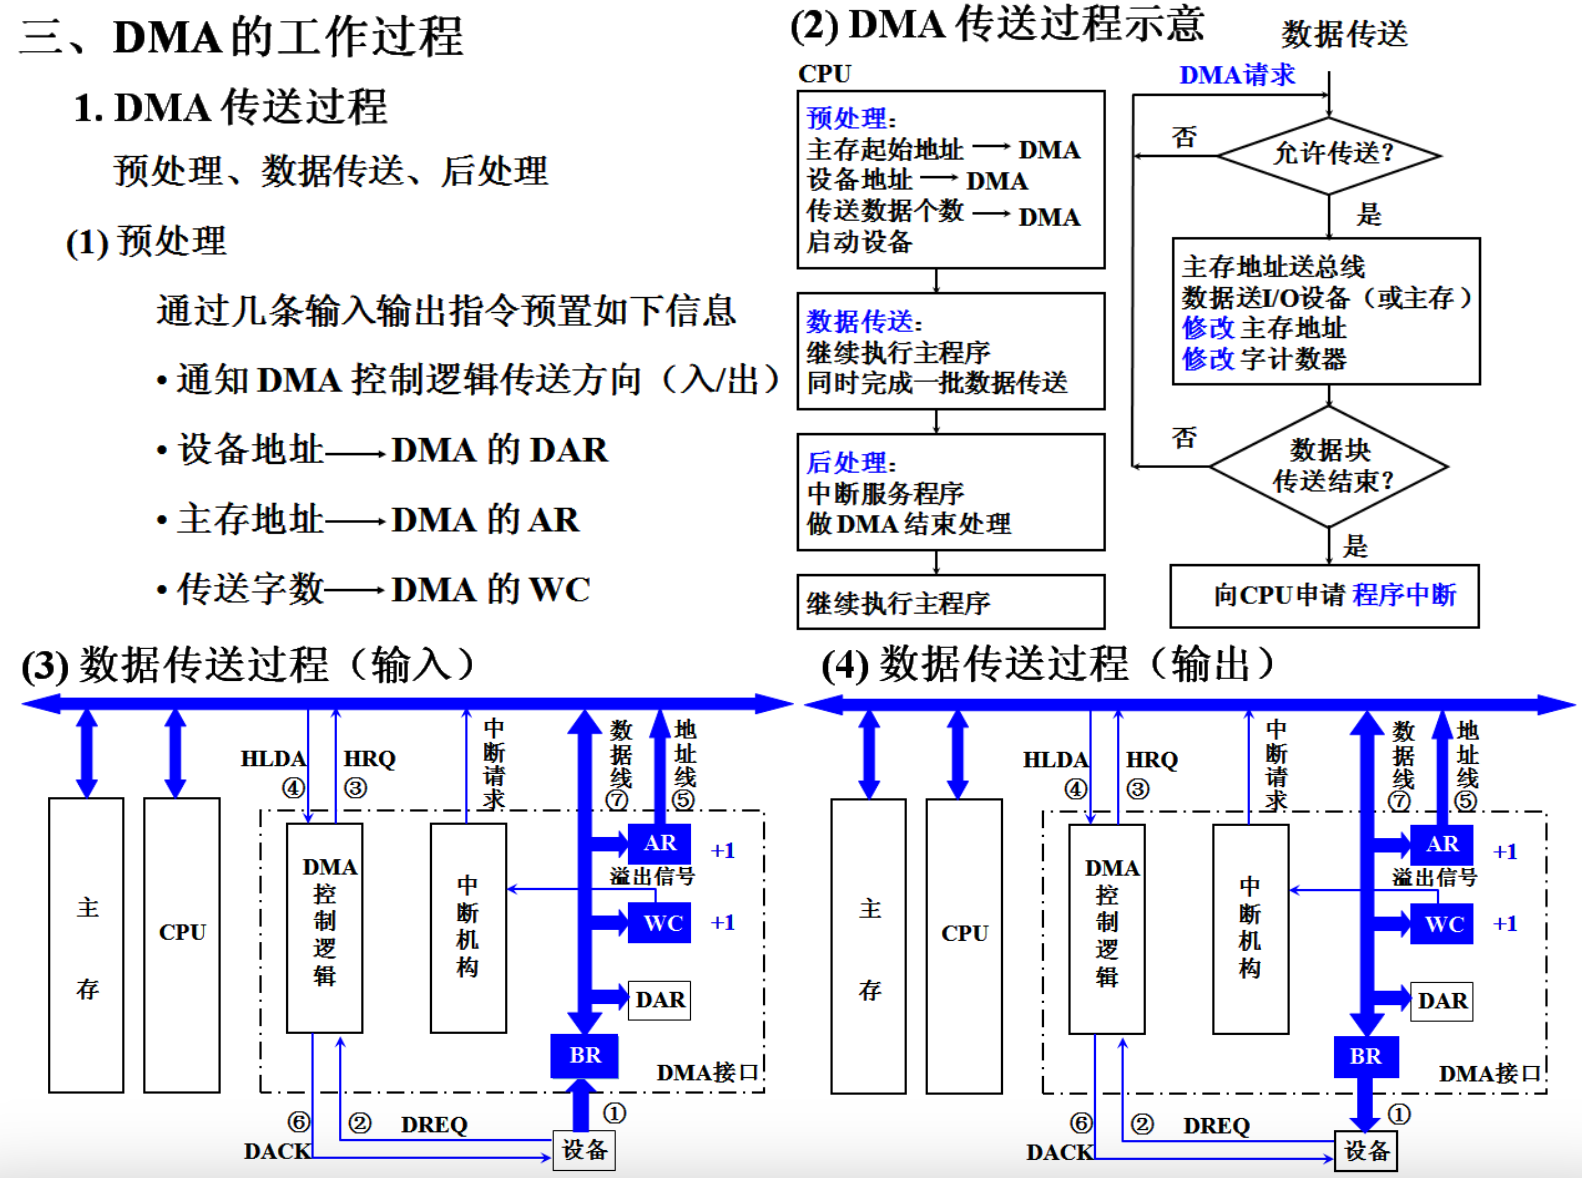 三、DMA的工作过程
1. DMA 传送过程
预处理、数据传送、后处理
(1) 预处理
通过几条输入输出指令预置如下信息
• 通知 DMA 控制逻辑传送方向（入/出）
• 设备地址 → DMA 的 DAR
• 主存地址 → DMA 的 AR
• 传送字数 → DMA 的 WC
(2) DMA 传送过程示意
CPU
预处理:
主存起始地址 → DMA
设备地址 → DMA
传送数据个数 → DMA
启动设备
数据传送:
继续执行主程序
同时完成一批数据传送
后处理:
中断服务程序
做 DMA 结束处理
继续执行主程序
数据传送
DMA请求
否
允许传送?
是
主存地址送总线
数据送I/O设备（或主存）
修改 主存地址
修改 字计数器
否
数据块
传送结束?
是
向CPU申请 程序中断
(3) 数据传送过程（输入）
HLDA
④
HRQ
③
中断请求
数据线
⑦
地址线
⑤
主存
CPU
DMA
控制逻辑
中断机构
AR
+1
溢出信号
WC
+1
DAR
BR
DMA接口
⑥
②
DREQ
①
DACK
设备
(4) 数据传送过程（输出）
HLDA
④
HRQ
③
中断请求
数据线
⑦
地址线
⑤
主存
CPU
DMA
控制逻辑
中断机构
AR
+1
溢出信号
WC
+1
DAR
BR
DMA接口
⑥
②
DREQ
①
DACK
设备